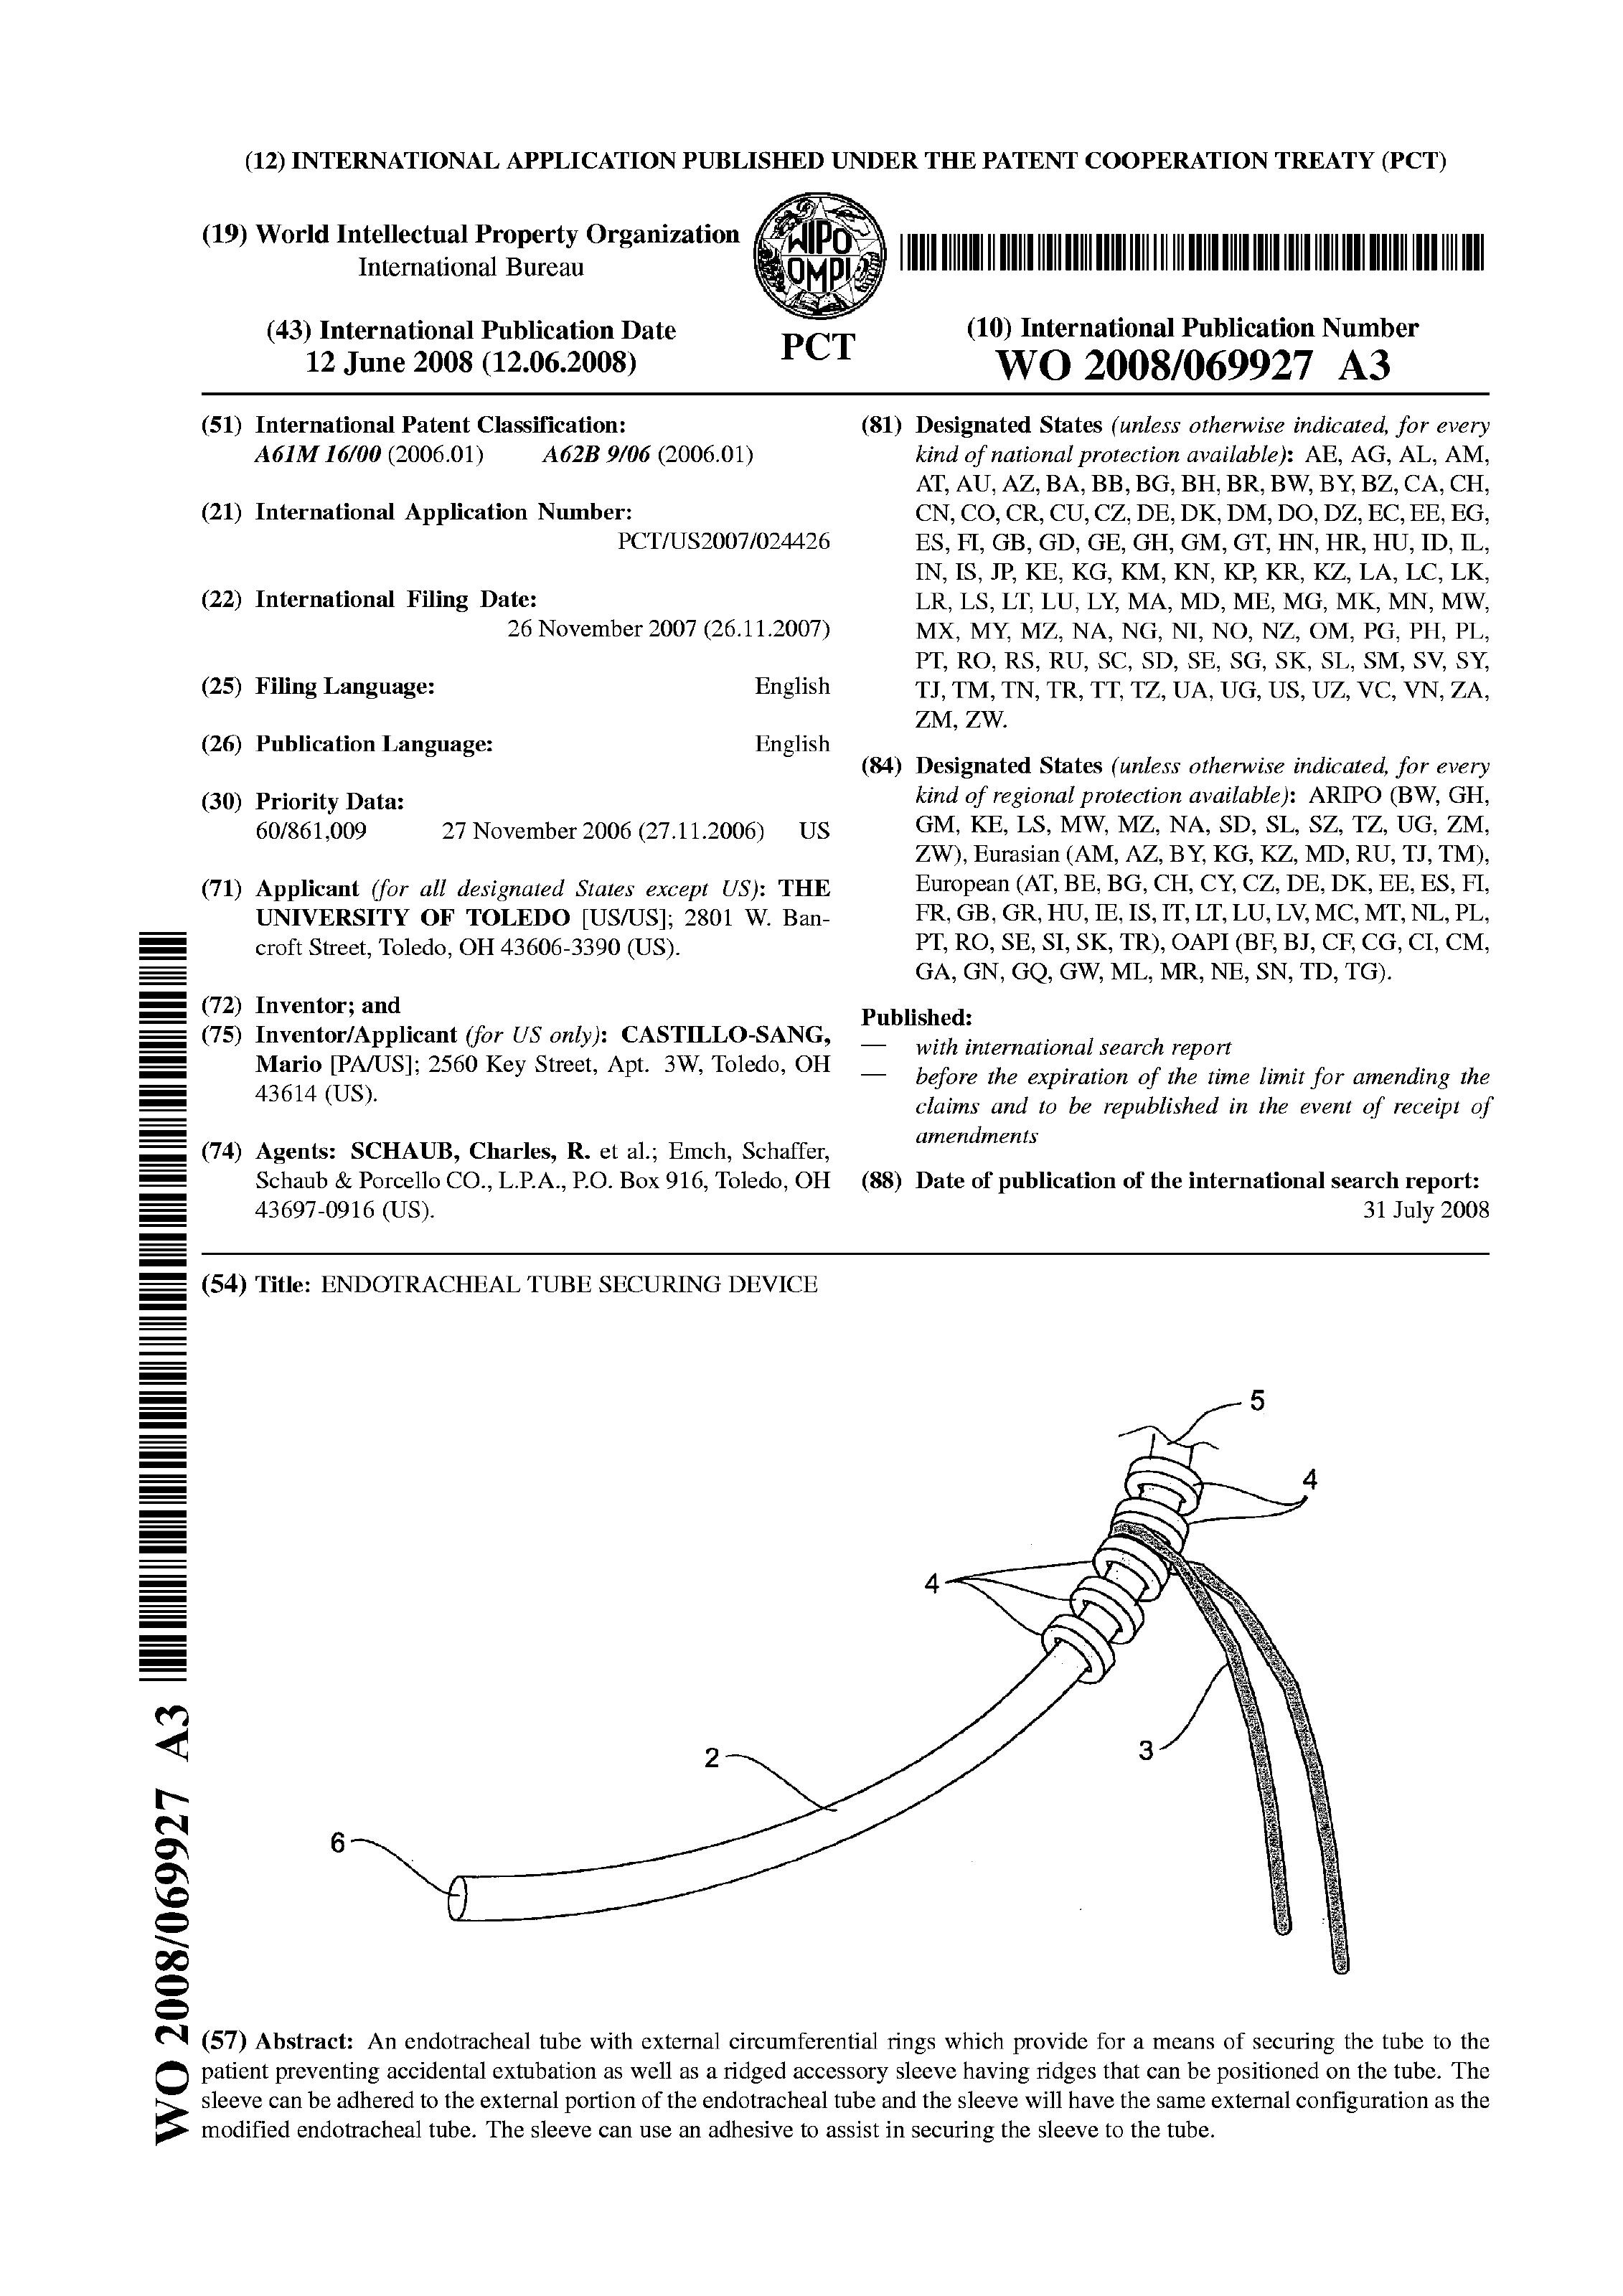 (12) INTERNATIONAL APPLICATION PUBLISHED UNDER THE PATENT COOPERATION TREATY (PCT)
(19) World Intellectual Property Organization
International Bureau
WIPO
OMPI
PCT
(43) International Publication Date
12 June 2008 (12.06.2008)
(10) International Publication Number
WO 2008/069927 A3
(51) International Patent Classification:
A61M 16/00 (2006.01) A62B 9/06 (2006.01)
(21) International Application Number:
PCT/US2007/024426
(22) International Filing Date:
26 November 2007 (26.11.2007)
(25) Filing Language: English
(26) Publication Language: English
(30) Priority Data:
60/861,009 27 November 2006 (27.11.2006) US
(71) Applicant (for all designated States except US): THE
UNIVERSITY OF TOLEDO [US/US]; 2801 W. Ban-
croft Street, Toledo, OH 43606-3390 (US).
(72) Inventor; and
(75) Inventor/Applicant (for US only): CASTILLO-SANG,
Mario [PA/US]; 2560 Key Street, Apt. 3W, Toledo, OH
43614 (US).
(74) Agents: SCHAUB, Charles, R. et al.; Emch, Schaffer,
Schaub & Porcello CO., L.P.A., P.O. Box 916, Toledo, OH
43697-0916 (US).
(81) Designated States (unless otherwise indicated, for every
kind of national protection available): AE, AG, AL, AM,
AT, AU, AZ, BA, BB, BG, BH, BR, BW, BY, BZ, CA, CH,
CN, CO, CR, CU, CZ, DE, DK, DM, DO, DZ, EC, EE, EG,
ES, FI, GB, GD, GE, GH, GM, GT, HN, HR, HU, ID, IL,
IN, IS, JP, KE, KG, KM, KN, KP, KR, KZ, LA, LC, LK,
LR, LS, LT, LU, LY, MA, MD, ME, MG, MK, MN, MW,
MX, MY, MZ, NA, NG, NI, NO, NZ, OM, PG, PH, PL,
PT, RO, RS, RU, SC, SD, SE, SG, SK, SL, SM, SV, SY,
TJ, TM, TN, TR, TT, TZ, UA, UG, US, UZ, VC, VN, ZA,
ZM, ZW.
(84) Designated States (unless otherwise indicated, for every
kind of regional protection available): ARIPO (BW, GH,
GM, KE, LS, MW, MZ, NA, SD, SL, SZ, TZ, UG, ZM,
ZW), Eurasian (AM, AZ, BY, KG, KZ, MD, RU, TJ, TM),
European (AT, BE, BG, CH, CY, CZ, DE, DK, EE, ES, FI,
FR, GB, GR, HU, IE, IS, IT, LT, LU, LV, MC, MT, NL, PL,
PT, RO, SE, SI, SK, TR), OAPI (BF, BJ, CF, CG, CI, CM,
GA, GN, GQ, GW, ML, MR, NE, SN, TD, TG).
Published:
— with international search report
— before the expiration of the time limit for amending the
claims and to be republished in the event of receipt of
amendments
(88) Date of publication of the international search report:
31 July 2008
(54) Title: ENDOTRACHEAL TUBE SECURING DEVICE
5
4
4
3
2
6
(57) Abstract: An endotracheal tube with external circumferential rings which provide for a means of securing the tube to the
patient preventing accidental extubation as well as a ridged accessory sleeve having ridges that can be positioned on the tube. The
sleeve can be adhered to the external portion of the endotracheal tube and the sleeve will have the same external configuration as the
modified endotracheal tube. The sleeve can use an adhesive to assist in securing the sleeve to the tube.
WO 2008/069927 A3